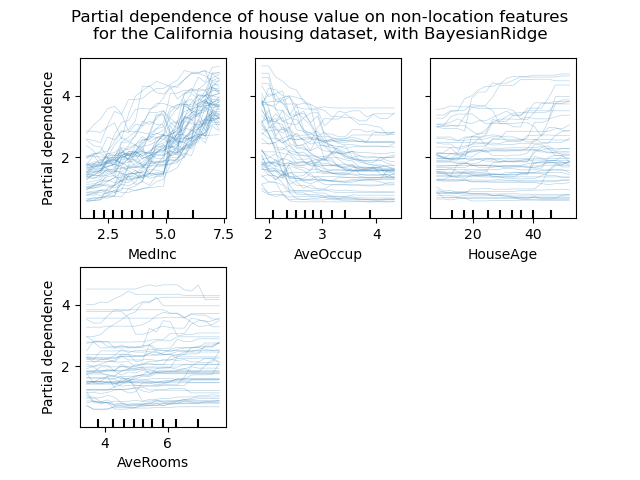 Partial dependence of house value on non-location features
for the California housing dataset, with BayesianRidge
Partial dependence
4
2
2.5 5.0 7.5
MedInc
2 3 4
AveOccup
20 40
HouseAge
Partial dependence
4
2
4 6
AveRooms